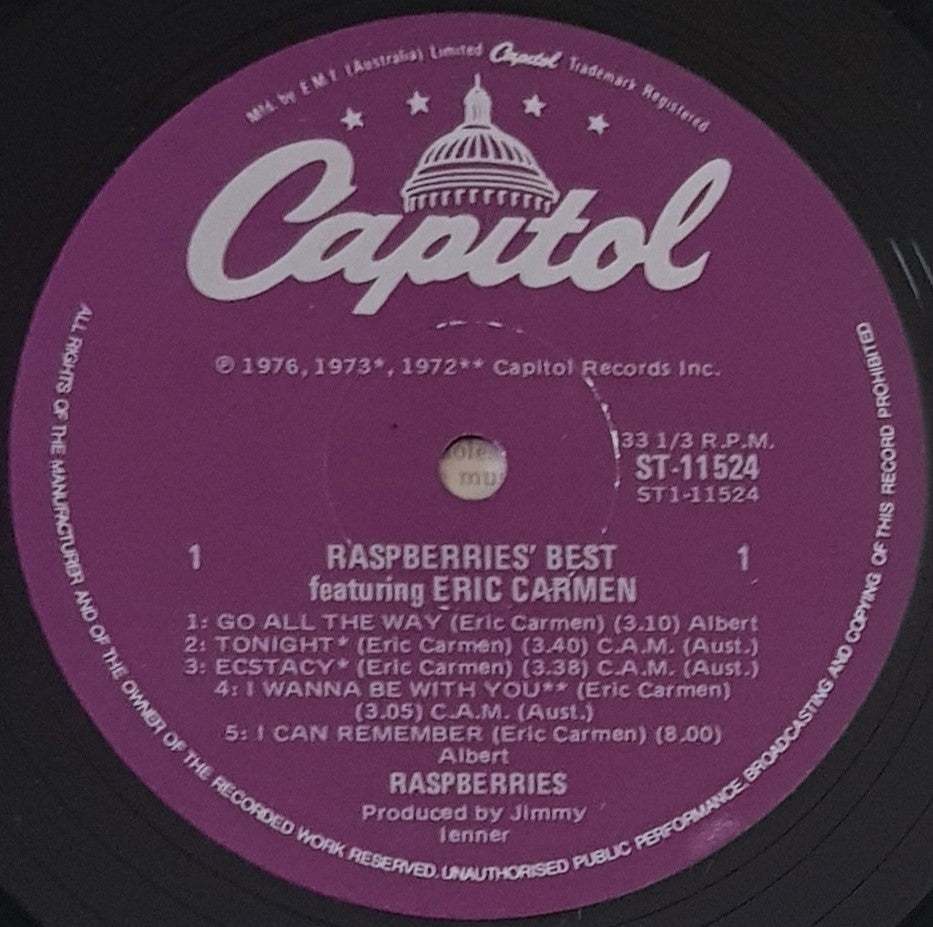 Mfd. by E M I (Australia) Limited Capitol Trademark Registered
Capitol
℗ 1976, 1973*, 1972** Capitol Records Inc.
33 1/3 R.P.M.
ST-11524
ST1-11524
1 RASPBERRIES' BEST 1
featuring ERIC CARMEN
1: GO ALL THE WAY (Eric Carmen) (3.10) Albert
2: TONIGHT* (Eric Carmen) (3.40) C.A.M. (Aust.)
3: ECSTACY* (Eric Carmen) (3.38) C.A.M. (Aust.)
4: I WANNA BE WITH YOU** (Eric Carmen)
(3.05) C.A.M. (Aust.)
5: I CAN REMEMBER (Eric Carmen) (8.00)
Albert
RASPBERRIES
Produced by Jimmy
Ienner
ALL RIGHTS OF THE MANUFACTURER AND OF THE OWNER OF THE RECORDED WORK RESERVED. UNAUTHORISED PUBLIC PERFORMANCE, BROADCASTING AND COPYING OF THIS RECORD PROHIBITED